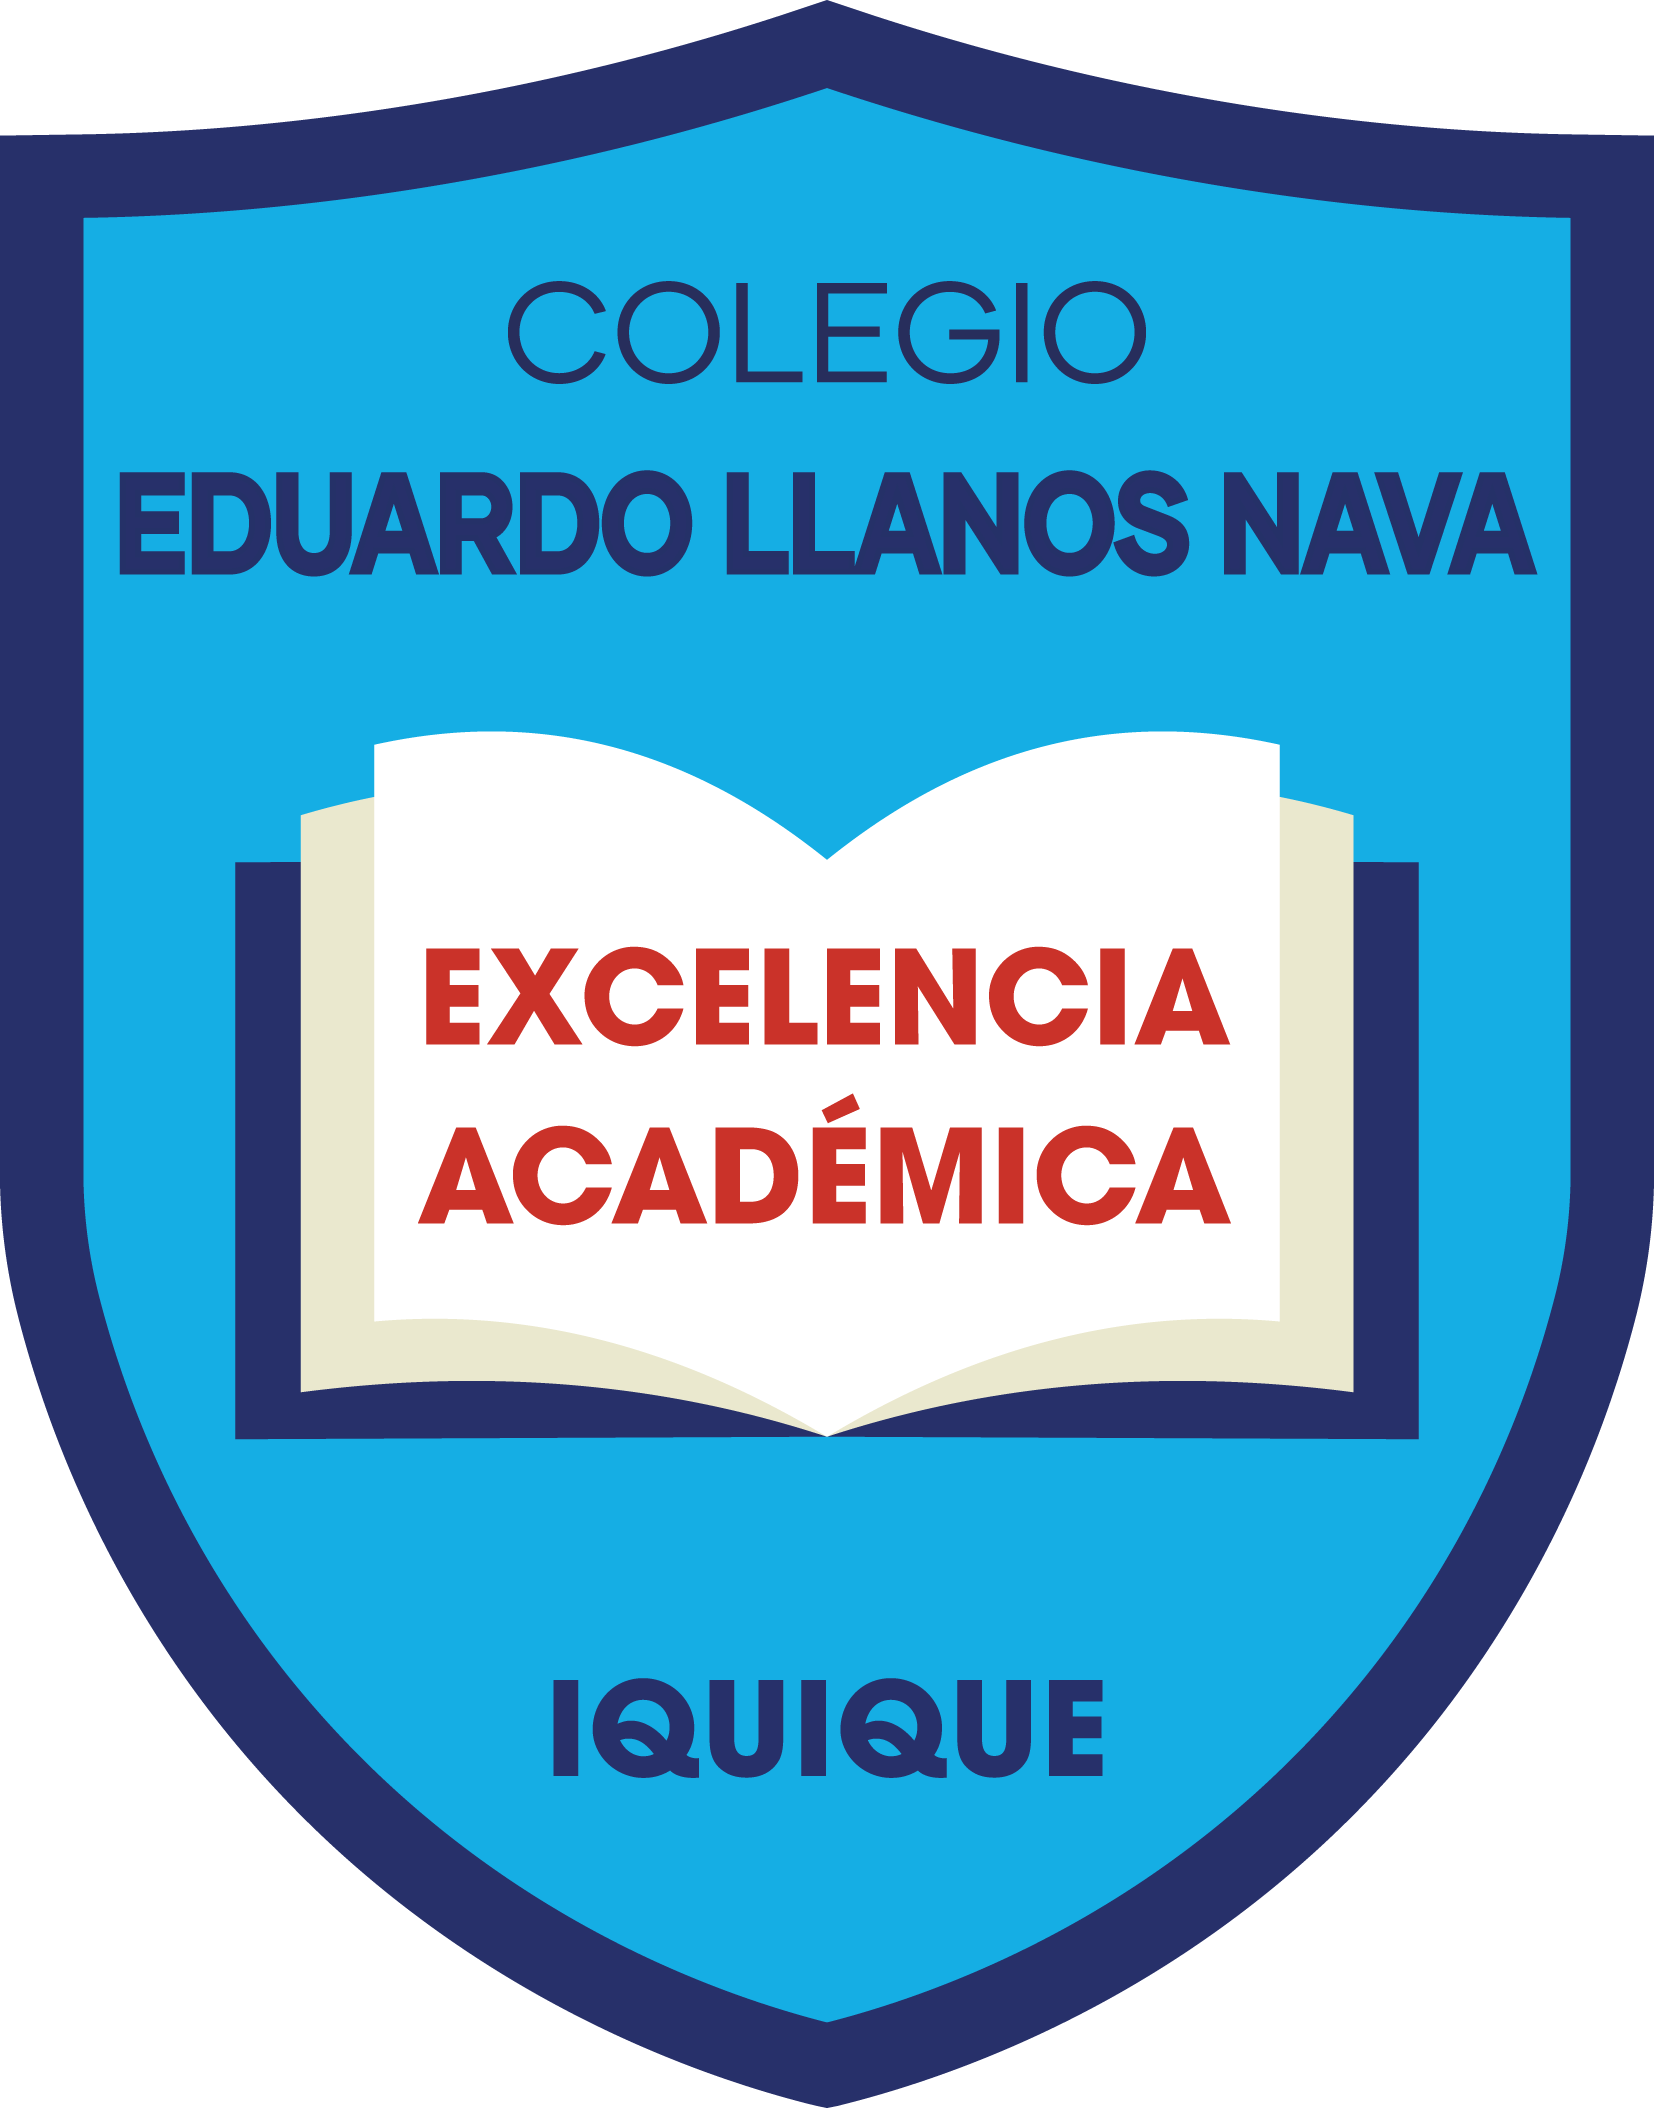 COLEGIO
EDUARDO LLANOS NAVA
EXCELENCIA
ACADÉMICA
IQUIQUE